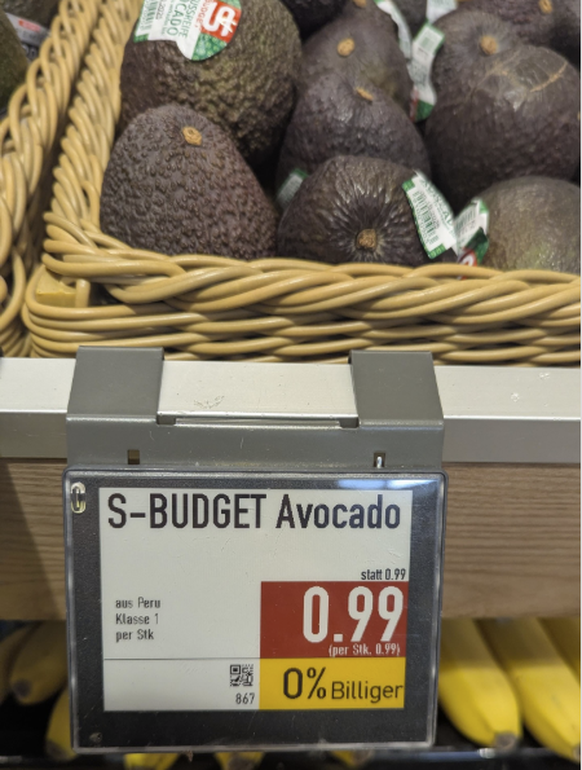 S-BUDGET Avocado
statt 0.99
aus Peru
Klasse 1
per Stk
0.99
(per Stk. 0.99)
867
0% Billiger